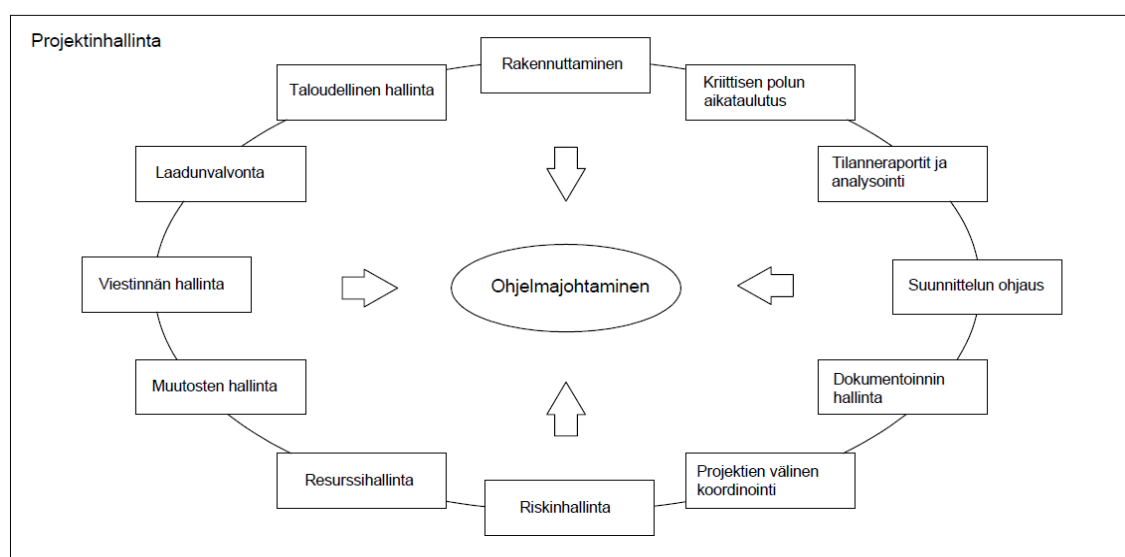 Projektinhallinta
Rakennuttaminen
Taloudellinen hallinta
Kriittisen polun
aikataulutus
Laadunvalvonta
Tilanneraportit ja
analysointi
Viestinnän hallinta
Ohjelmajohtaminen
Suunnittelun ohjaus
Muutosten hallinta
Dokumentoinnin
hallinta
Resurssihallinta
Riskinhallinta
Projektien välinen
koordinointi